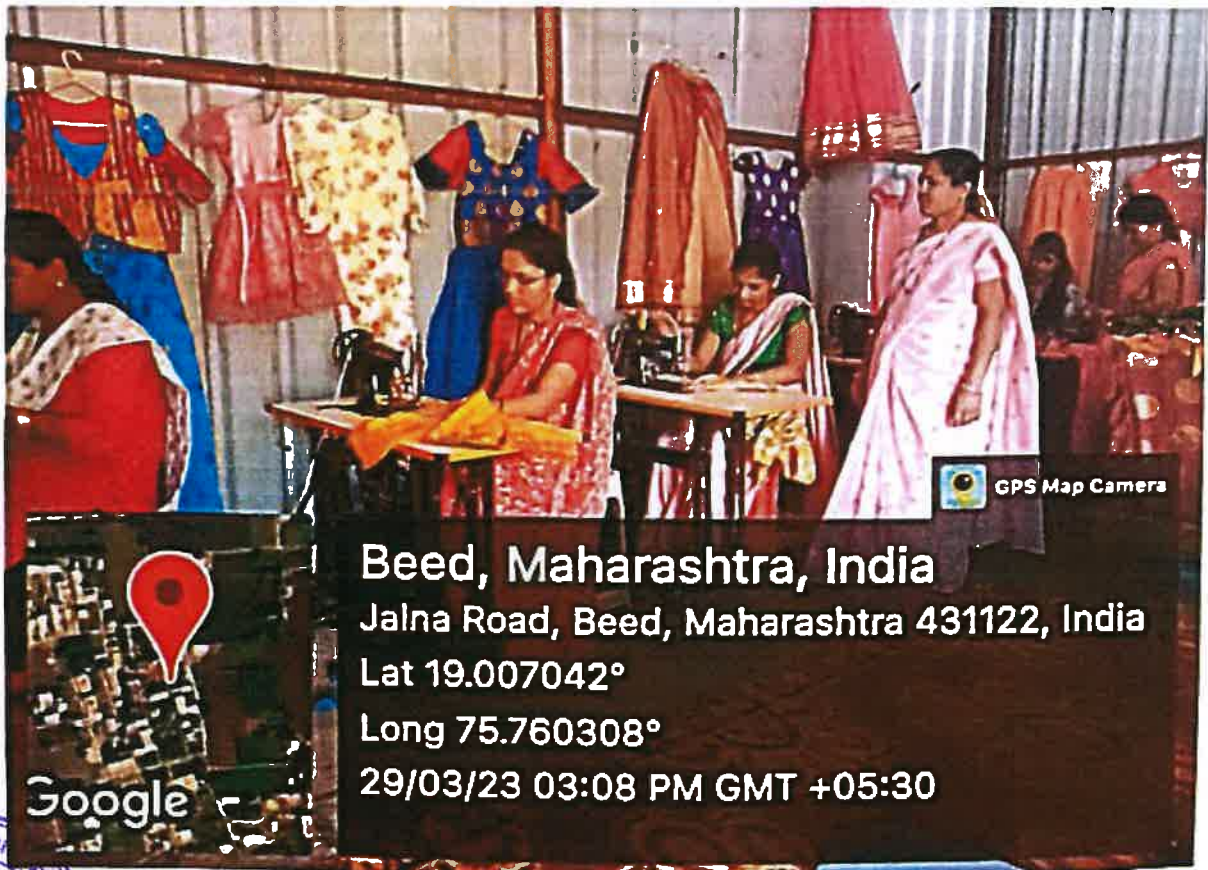 GPS Map Camera
Beed, Maharashtra, India
Jalna Road, Beed, Maharashtra 431122, India
Lat 19.007042°
Long 75.760308°
29/03/23 03:08 PM GMT +05:30
Google